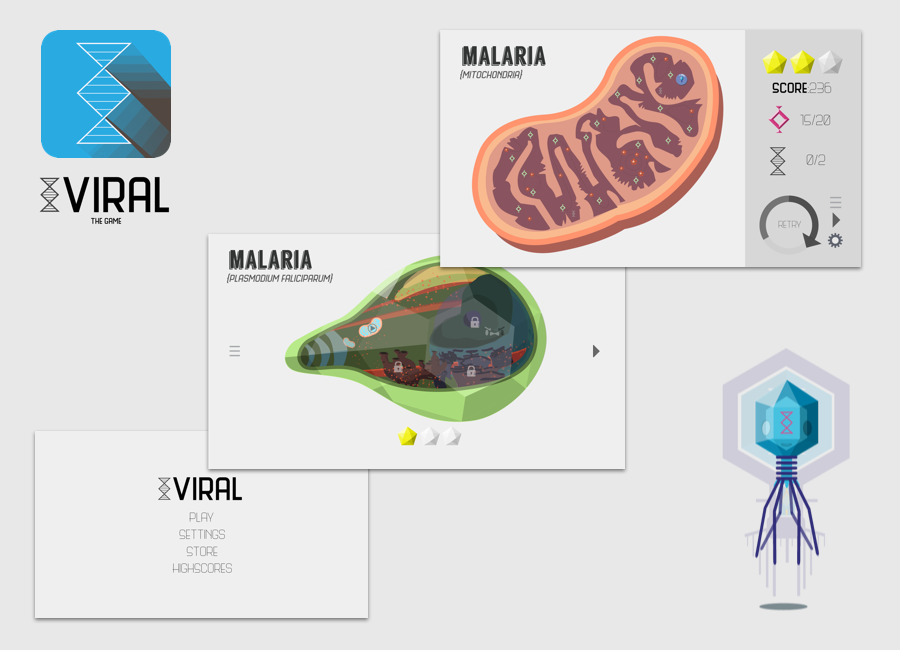 VIRAL
THE GAME
MALARIA
(MITOCHONDRIA)
SCORE:236
15/20
0/2
RETRY
MALARIA
(PLASMODIUM FALICIPARUM)
VIRAL
PLAY
SETTINGS
STORE
HIGHSCORES